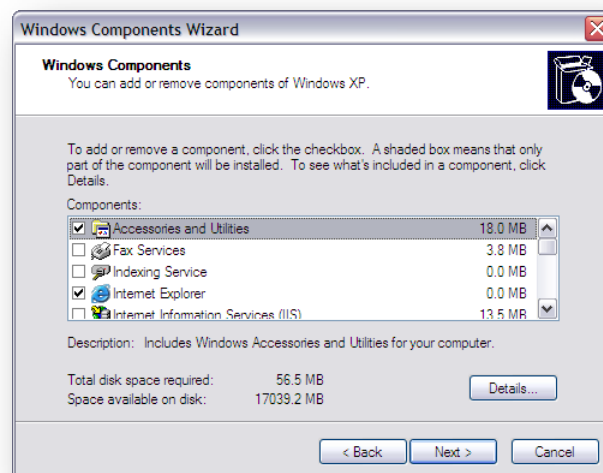 Windows Components Wizard
Windows Components
You can add or remove components of Windows XP.
To add or remove a component, click the checkbox. A shaded box means that only
part of the component will be installed. To see what's included in a component, click
Details.
Components:
Accessories and Utilities 18.0 MB
Fax Services 3.8 MB
Indexing Service 0.0 MB
Internet Explorer 0.0 MB
Internet Information Services (IIS) 13.5 MB
Description: Includes Windows Accessories and Utilities for your computer.
Total disk space required: 56.5 MB
Space available on disk: 17039.2 MB
Details...
< Back Next > Cancel